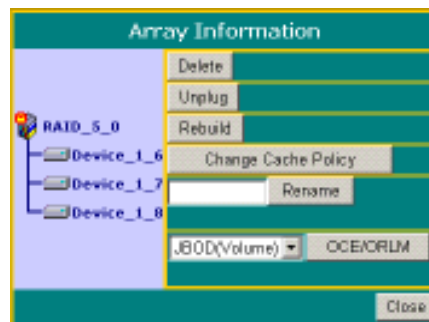 Array Information
Delete
Unplug
RAID_5_0
Rebuild
Device_1_6
Change Cache Policy
Device_1_7
Rename
Device_1_8
JBOD(Volume)
OCE/ORLM
Close